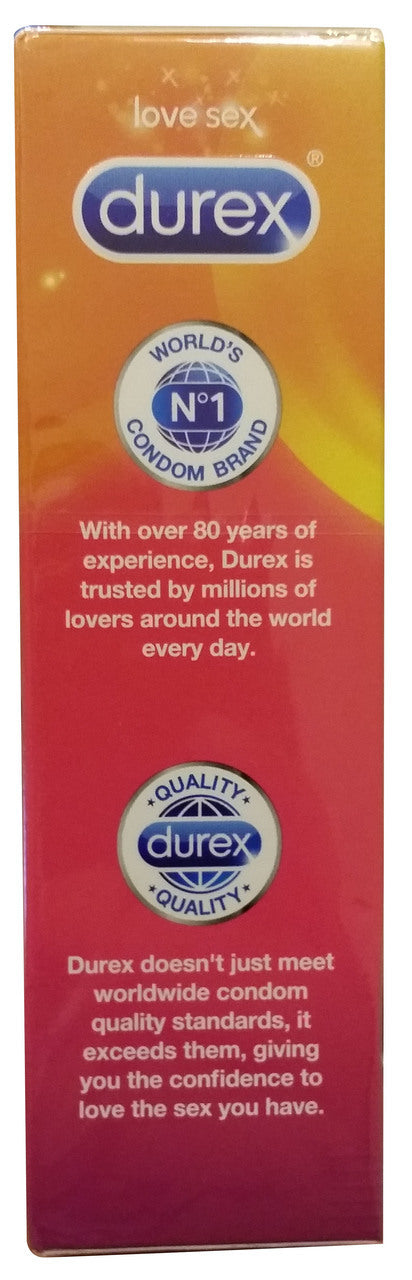 love sex
durex®
WORLD'S
N°1
CONDOM BRAND
With over 80 years of
experience, Durex is
trusted by millions of
lovers around the world
every day.
QUALITY
durex
QUALITY
Durex doesn't just meet
worldwide condom
quality standards, it
exceeds them, giving
you the confidence to
love the sex you have.